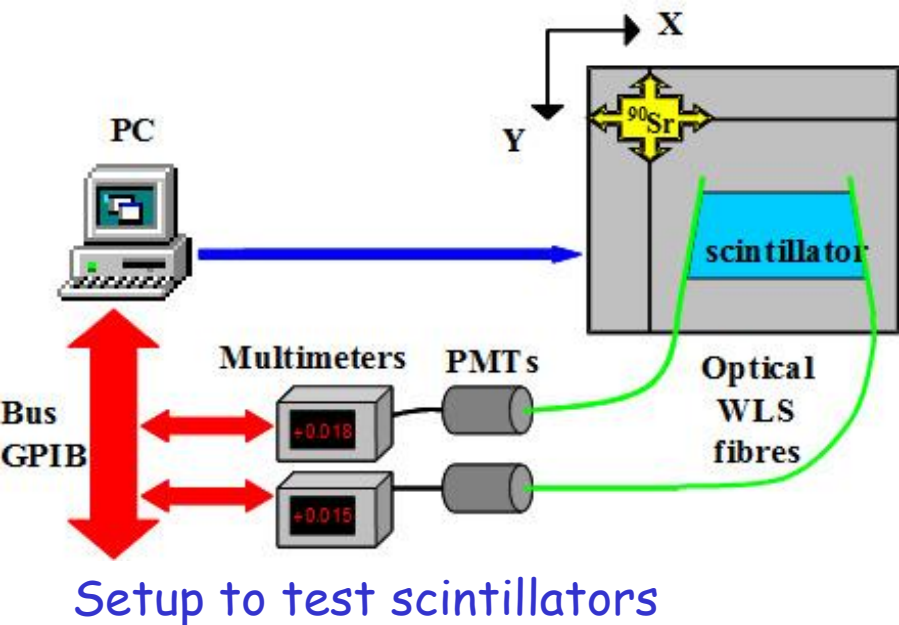 X
Y
⁹⁰Sr
PC
scintillator
Multimeters
PMTs
Optical
WLS
fibres
Bus
GPIB
+0.018
+0.015
Setup to test scintillators